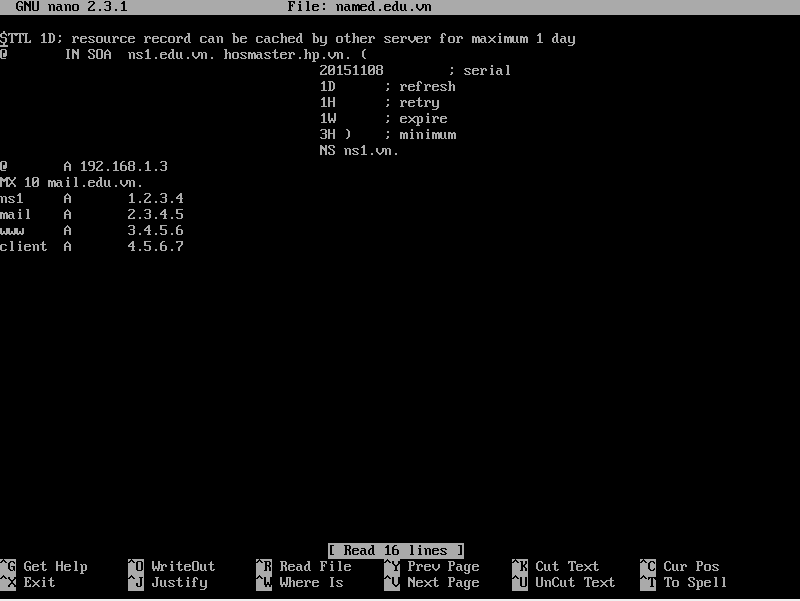 GNU nano 2.3.1 File: named.edu.vn
$TTL 1D; resource record can be cached by other server for maximum 1 day
@ IN SOA ns1.edu.vn. hosmaster.hp.vn. (
20151108 ; serial
1D ; refresh
1H ; retry
1W ; expire
3H ) ; minimum
NS ns1.vn.
@ A 192.168.1.3
MX 10 mail.edu.vn.
ns1 A 1.2.3.4
mail A 2.3.4.5
www A 3.4.5.6
client A 4.5.6.7
[ Read 16 lines ]
^G Get Help ^O WriteOut ^R Read File ^Y Prev Page ^K Cut Text ^C Cur Pos
^X Exit ^J Justify ^W Where Is ^V Next Page ^U UnCut Text ^T To Spell